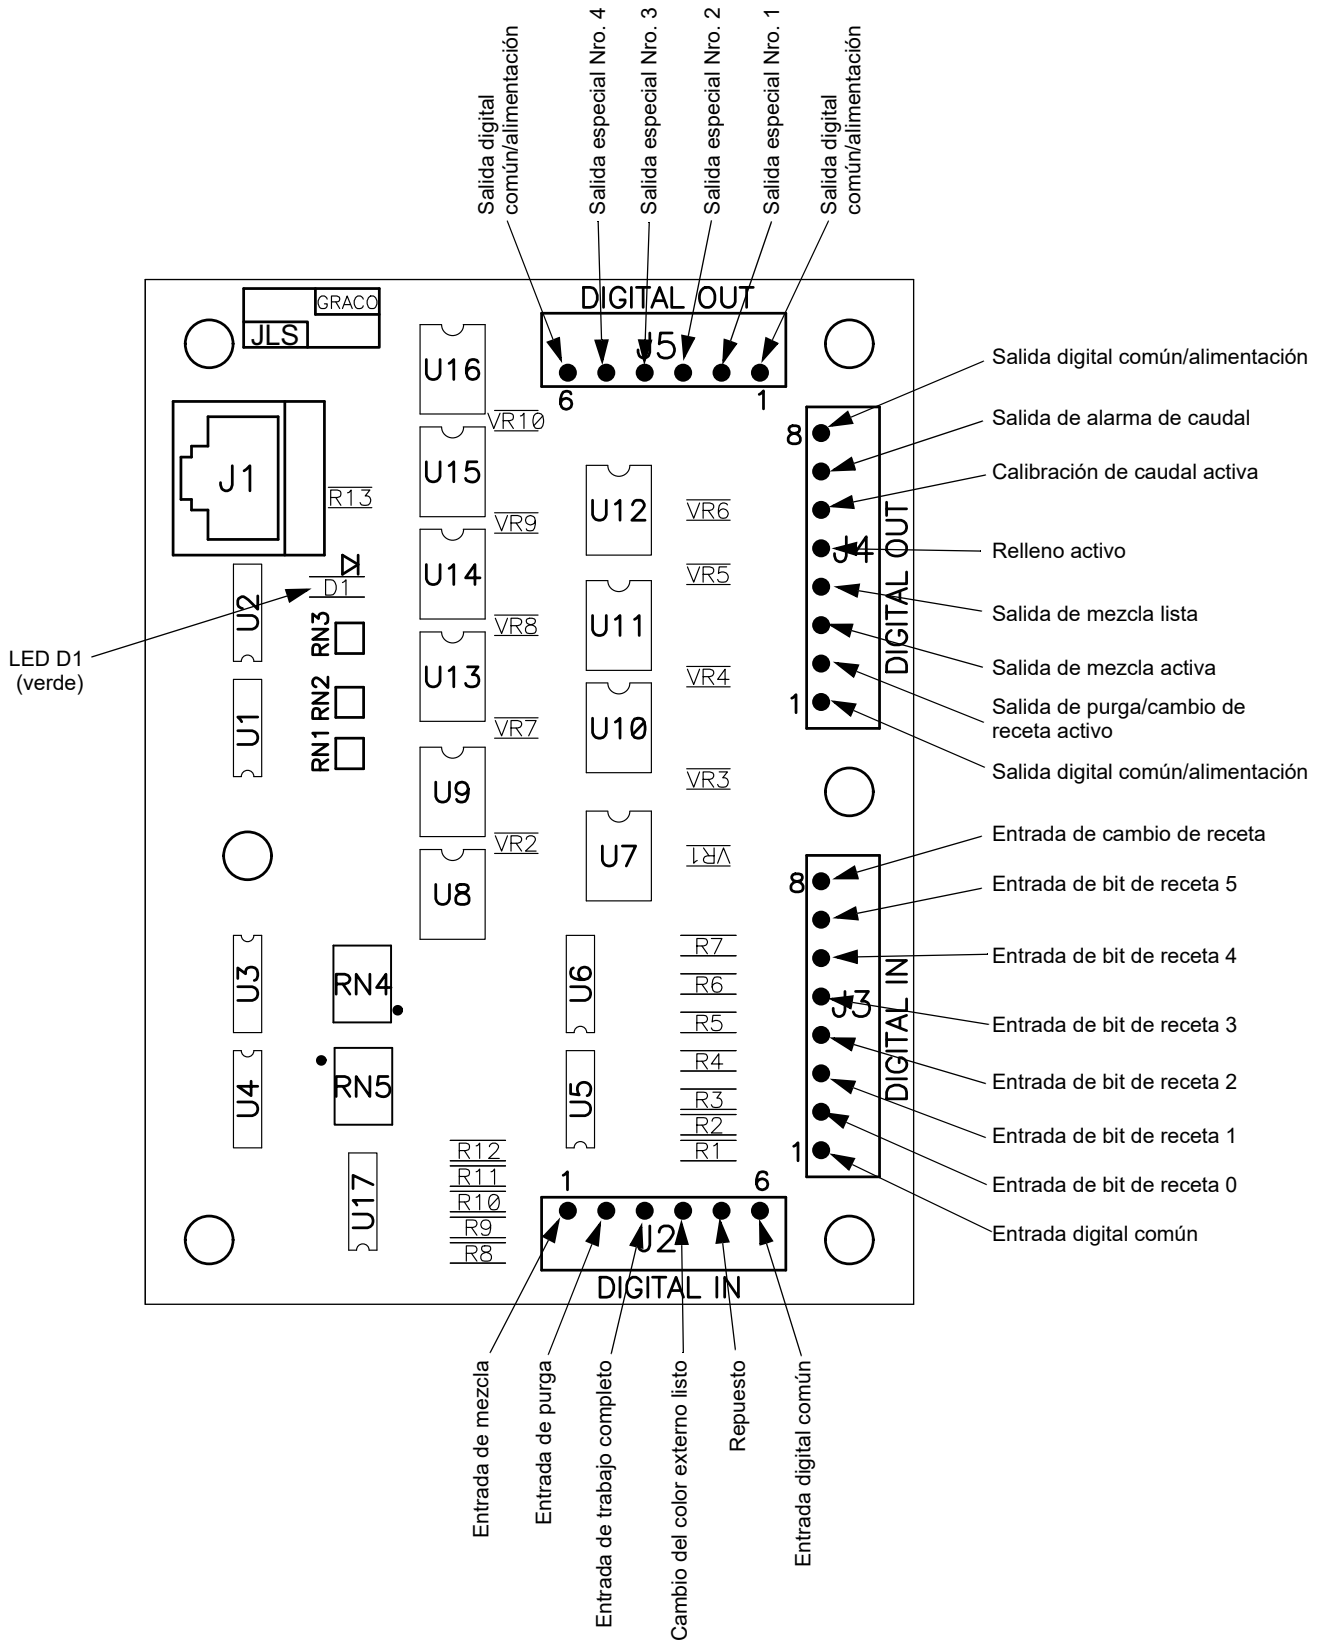 Salida digital
común/alimentación
Salida especial Nro. 4
Salida especial Nro. 3
Salida especial Nro. 2
Salida especial Nro. 1
Salida digital
común/alimentación
GRACO
JLS
DIGITAL OUT
J5
6
1
U16
VR10
J1
R13
U15
VR9
U12
VR6
U14
VR8
U11
VR5
U13
VR7
U10
VR4
VR3
U9
VR2
U7
VR1
U8
D1
LED D1
(verde)
U2
RN3
U1
RN2
RN1
8
J4
DIGITAL OUT
1
Salida digital común/alimentación
Salida de alarma de caudal
Calibración de caudal activa
Relleno activo
Salida de mezcla lista
Salida de mezcla activa
Salida de purga/cambio de
receta activo
Salida digital común/alimentación
8
J3
DIGITAL IN
1
Entrada de cambio de receta
Entrada de bit de receta 5
Entrada de bit de receta 4
Entrada de bit de receta 3
Entrada de bit de receta 2
Entrada de bit de receta 1
Entrada de bit de receta 0
Entrada digital común
U3
RN4
U6
R7
R6
R5
U4
RN5
U5
R4
R3
R2
R1
U17
R12
R11
R10
R9
R8
1
6
J2
DIGITAL IN
Entrada de mezcla
Entrada de purga
Entrada de trabajo completo
Cambio del color externo listo
Repuesto
Entrada digital común